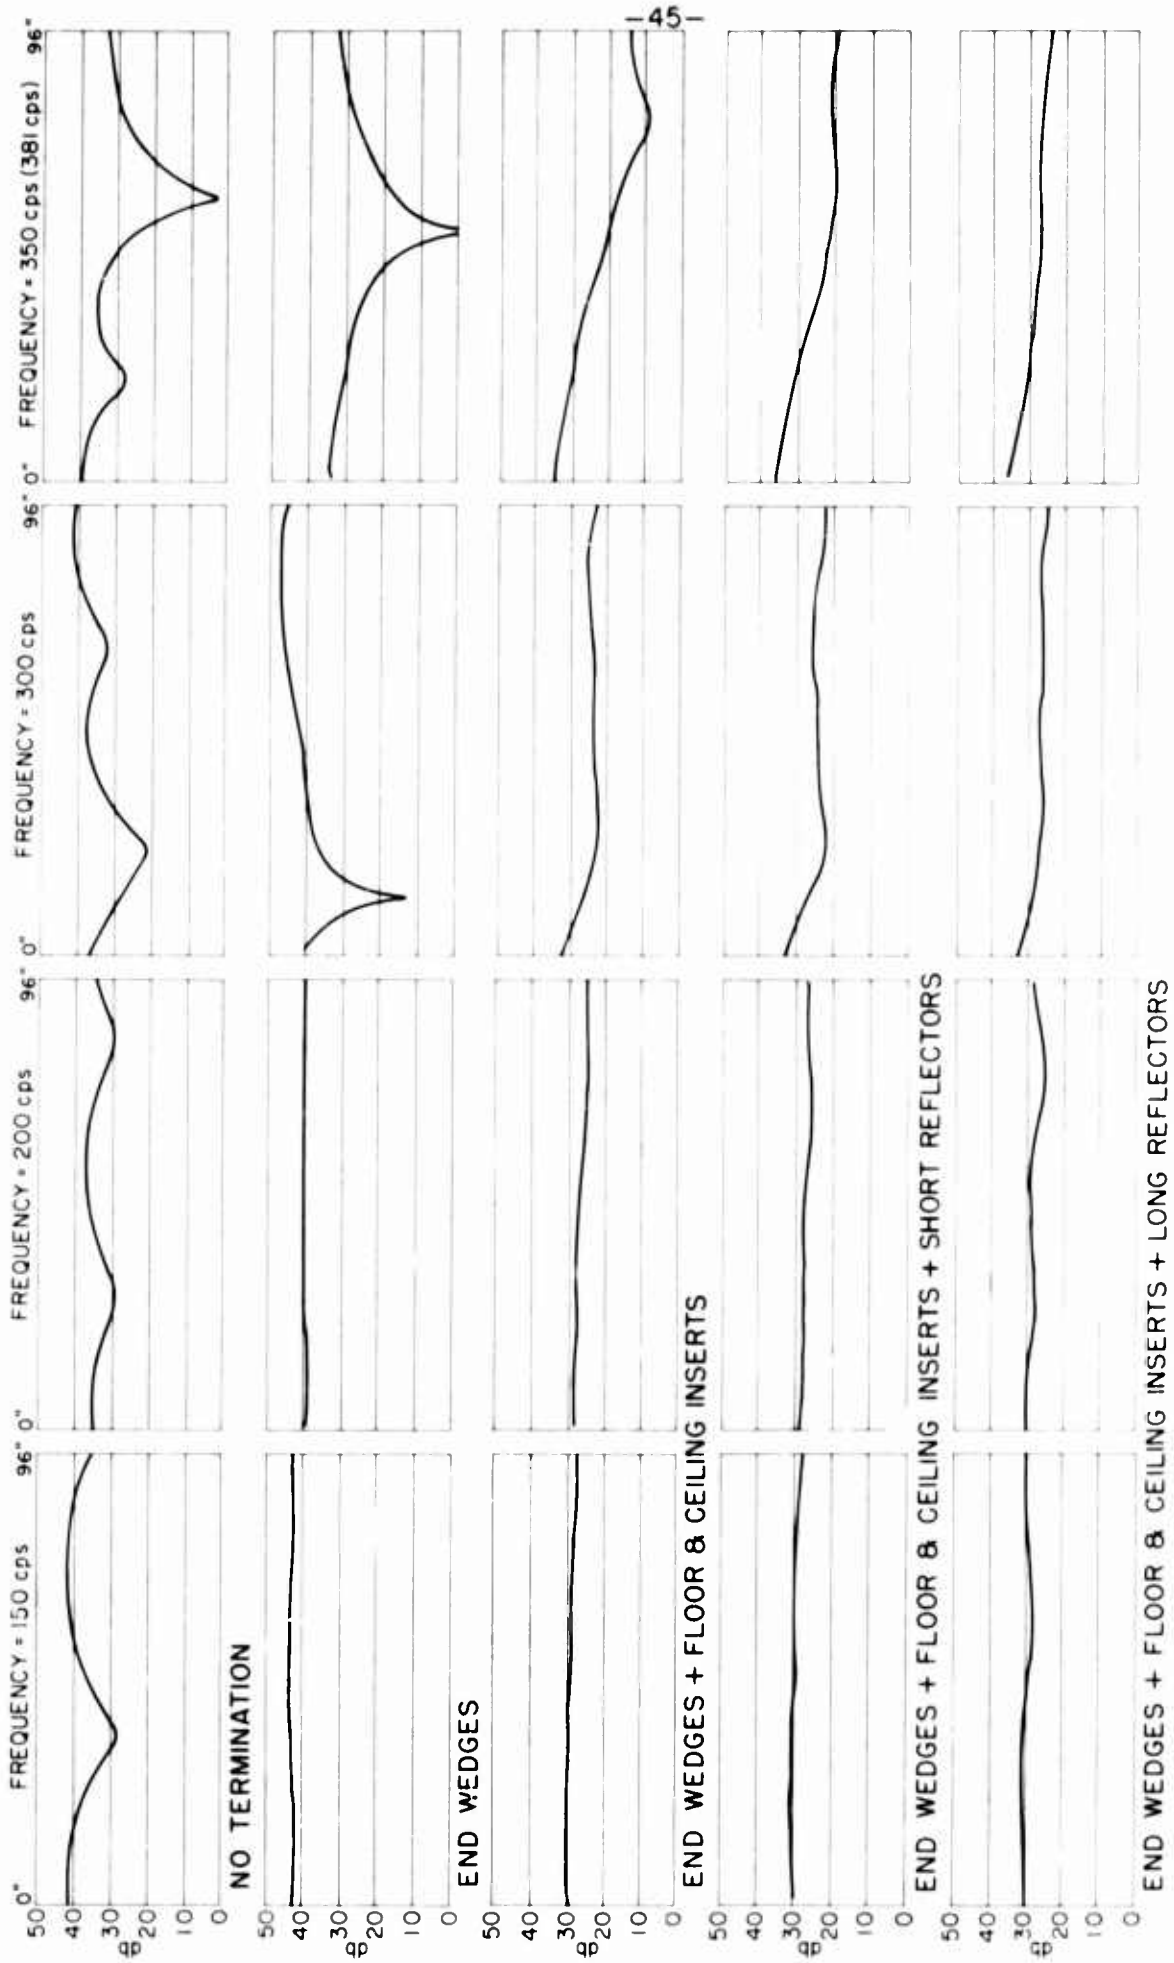 -45-
FREQUENCY = 150 cps
FREQUENCY = 200 cps
FREQUENCY = 300 cps
FREQUENCY = 350 cps (381 cps)
0" 96" 0" 96" 0" 96" 0" 96"
50
40
30
db
20
10
0
NO TERMINATION
50
40
30
db
20
10
0
END WEDGES
50
40
30
db
20
10
0
END WEDGES + FLOOR & CEILING INSERTS
50
40
30
db
20
10
0
END WEDGES + FLOOR & CEILING INSERTS + SHORT REFLECTORS
50
40
30
db
20
10
0
END WEDGES + FLOOR & CEILING INSERTS + LONG REFLECTORS